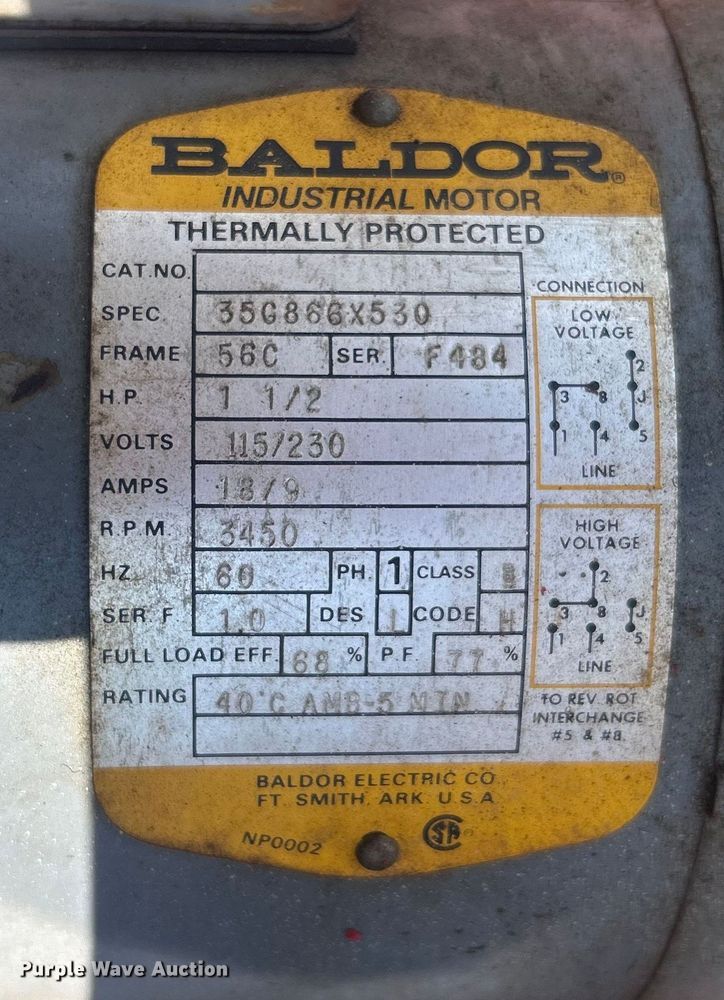 BALDOR®
INDUSTRIAL MOTOR
THERMALLY PROTECTED
CAT.NO.
SPEC. 35G866X530
FRAME 56C SER. F484
H.P. 1 1/2
VOLTS 115/230
AMPS 18/9
R.P.M. 3450
HZ 60 PH 1 CLASS B
SER. F. 1.0 DES L CODE H
FULL LOAD EFF. 68 % P.F. 77 %
RATING 40°C AMB-5 MIN
CONNECTION
LOW
VOLTAGE
2
3 8 J
1 4 5
LINE
HIGH
VOLTAGE
2
3 8 J
1 4 5
LINE
TO REV. ROT
INTERCHANGE
#5 & #8
BALDOR ELECTRIC CO.
FT. SMITH, ARK. U.S.A
NP0002
SA®
Purple Wave Auction